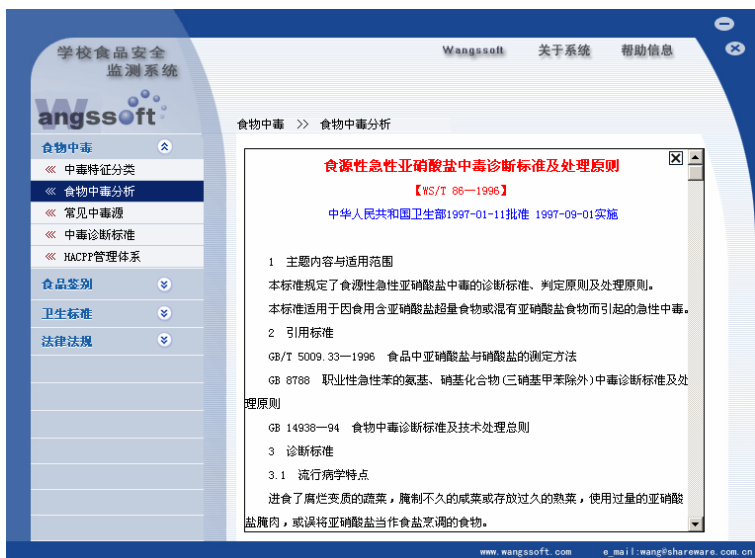 学校食品安全
监测系统
Wangssoft 关于系统 帮助信息
Wangssoft
食物中毒 >> 食物中毒分析
食物中毒
中毒特征分类
食物中毒分析
常见中毒源
中毒诊断标准
HACPP管理体系
食品鉴别
卫生标准
法律法规
食源性急性亚硝酸盐中毒诊断标准及处理原则
【WS/T 86—1996】
中华人民共和国卫生部1997-01-11批准 1997-09-01实施
1 主题内容与适用范围
本标准规定了食源性急性亚硝酸盐中毒的诊断标准、判定原则及处理原则。
本标准适用于因食用含亚硝酸盐超量食物或混有亚硝酸盐食物而引起的急性中毒。
2 引用标准
GB/T 5009.33—1996 食品中亚硝酸盐与硝酸盐的测定方法
GB 8788 职业性急性苯的氨基、硝基化合物(三硝基甲苯除外)中毒诊断标准及处
理原则
GB 14938—94 食物中毒诊断标准及技术处理总则
3 诊断标准
3.1 流行病学特点
进食了腐烂变质的蔬菜，腌制不久的咸菜或存放过久的熟菜，使用过量的亚硝酸
盐腌肉，或误将亚硝酸盐当作食盐烹调的食物。
www.wangssoft.com e_mail:wang@shareware.com.cn